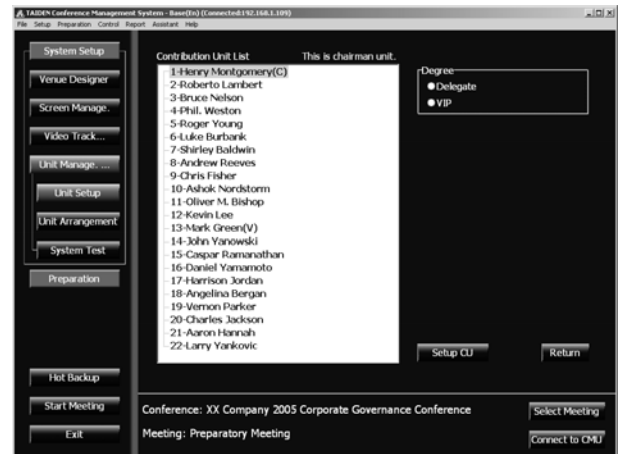 TAIDEN Conference Management System - Base(En) (Connected:192.168.1.109)
File Setup Preparation Control Report Assistant Help
System Setup
Venue Designer
Screen Manage.
Video Track...
Unit Manage. ...
Unit Setup
Unit Arrangement
System Test
Preparation
Hot Backup
Start Meeting
Exit
Contribution Unit List This is chairman unit.
1-Henry Montgomery(C)
2-Roberto Lambert
3-Bruce Nelson
4-Phil. Weston
5-Roger Young
6-Luke Burbank
7-Shirley Baldwin
8-Andrew Reeves
9-Chris Fisher
10-Ashok Nordstorm
11-Oliver M. Bishop
12-Kevin Lee
13-Mark Green(V)
14-John Yanowski
15-Caspar Ramanathan
16-Daniel Yamamoto
17-Harrison Jordan
18-Angelina Bergan
19-Vernon Parker
20-Charles Jackson
21-Aaron Hannah
22-Larry Yankovic
Degree
Delegate
VIP
Setup CU
Return
Conference: XX Company 2005 Corporate Governance Conference
Meeting: Preparatory Meeting
Select Meeting
Connect to CMU